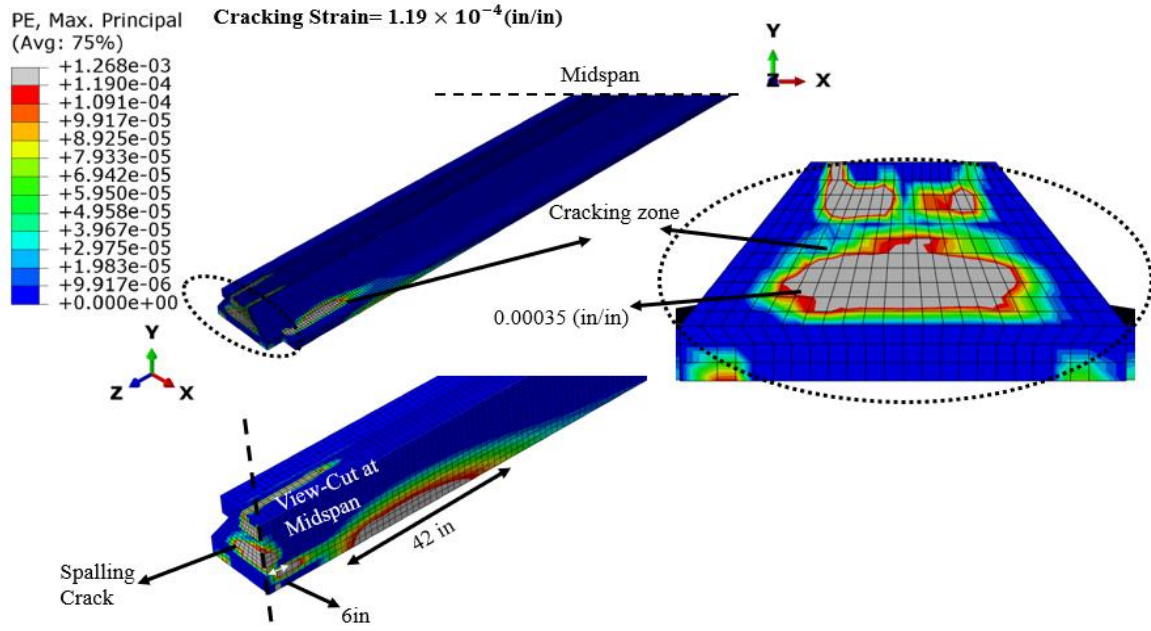 PE, Max. Principal
(Avg: 75%)
+1.268e-03
+1.190e-04
+1.091e-04
+9.917e-05
+8.925e-05
+7.933e-05
+6.942e-05
+5.950e-05
+4.958e-05
+3.967e-05
+2.975e-05
+1.983e-05
+9.917e-06
+0.000e+00
Cracking Strain= 1.19 × 10⁻⁴(in/in)
Midspan
Y
Z
X
Cracking zone
0.00035 (in/in)
Y
Z
X
View-Cut at
Midspan
42 in
Spalling
Crack
6in